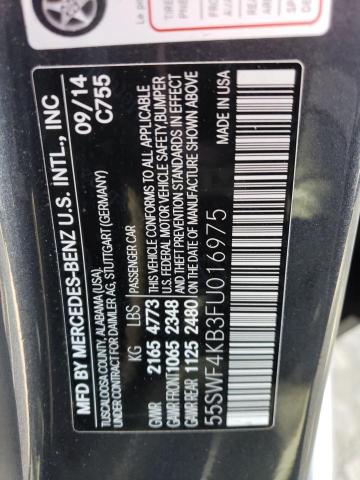 MFD BY MERCEDES-BENZ U.S. INTL., INC
TUSCALOOSA COUNTY, ALABAMA (USA)
UNDER CONTRACT FOR DAIMLER AG, STUTTGART (GERMANY)
09/14
C755
PASSENGER CAR
KG LBS
GWR 2165 4773
GWR FRONT 1065 2348
GWR REAR 1125 2480
THIS VEHICLE CONFORMS TO ALL APPLICABLE
U.S. FEDERAL MOTOR VEHICLE SAFETY, BUMPER
AND THEFT PREVENTION STANDARDS IN EFFECT
ON THE DATE OF MANUFACTURE SHOWN ABOVE
MADE IN USA
55SWF4KB3FU016975